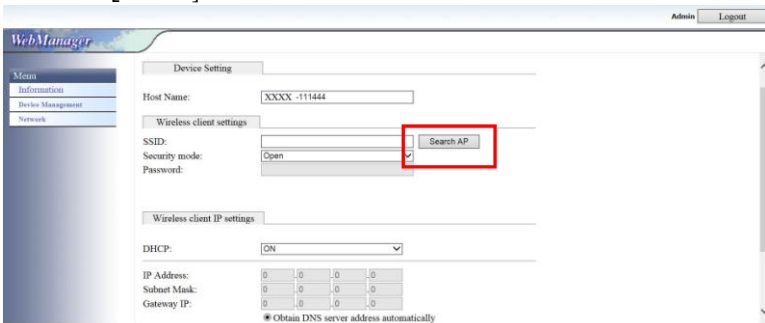 Admin Logout
WebManager
Menu
Information
Device Management
Network
Device Setting
Host Name: XXXX -111444
Wireless client settings
SSID: Search AP
Security mode: Open
Password:
Wireless client IP settings
DHCP: ON
IP Address: 0 .0 .0 .0
Subnet Mask: 0 .0 .0 .0
Gateway IP: 0 .0 .0 .0
Obtain DNS server address automatically